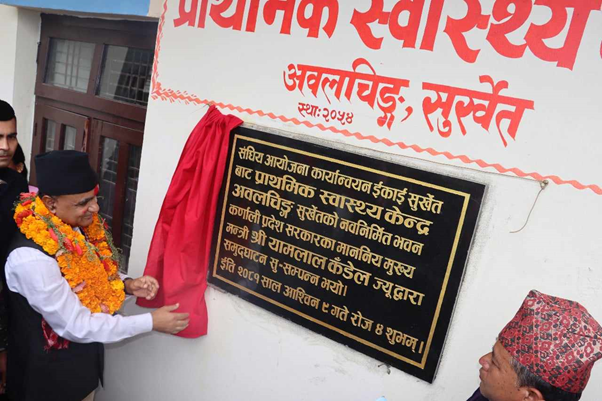 प्राथमिक स्वास्थ्य
अवलचिङ्ग, सुर्खेत
स्था: २०५४
संघिय आयोजना कार्यान्वयन ईकाई सुर्खेत
बाट प्राथमिक स्वास्थ्य केन्द्र
अवलचिङ्ग सुर्खेतको नवनिर्मित भवन
कर्णाली प्रदेश सरकारका माननिय मुख्य
मन्त्री श्री यामलाल कँडेल ज्यूद्वारा
समुद्घाटन सु-सम्पन्न भयो।
ईति २०८१ साल आश्विन ९ गते रोज ४ शुभम्।